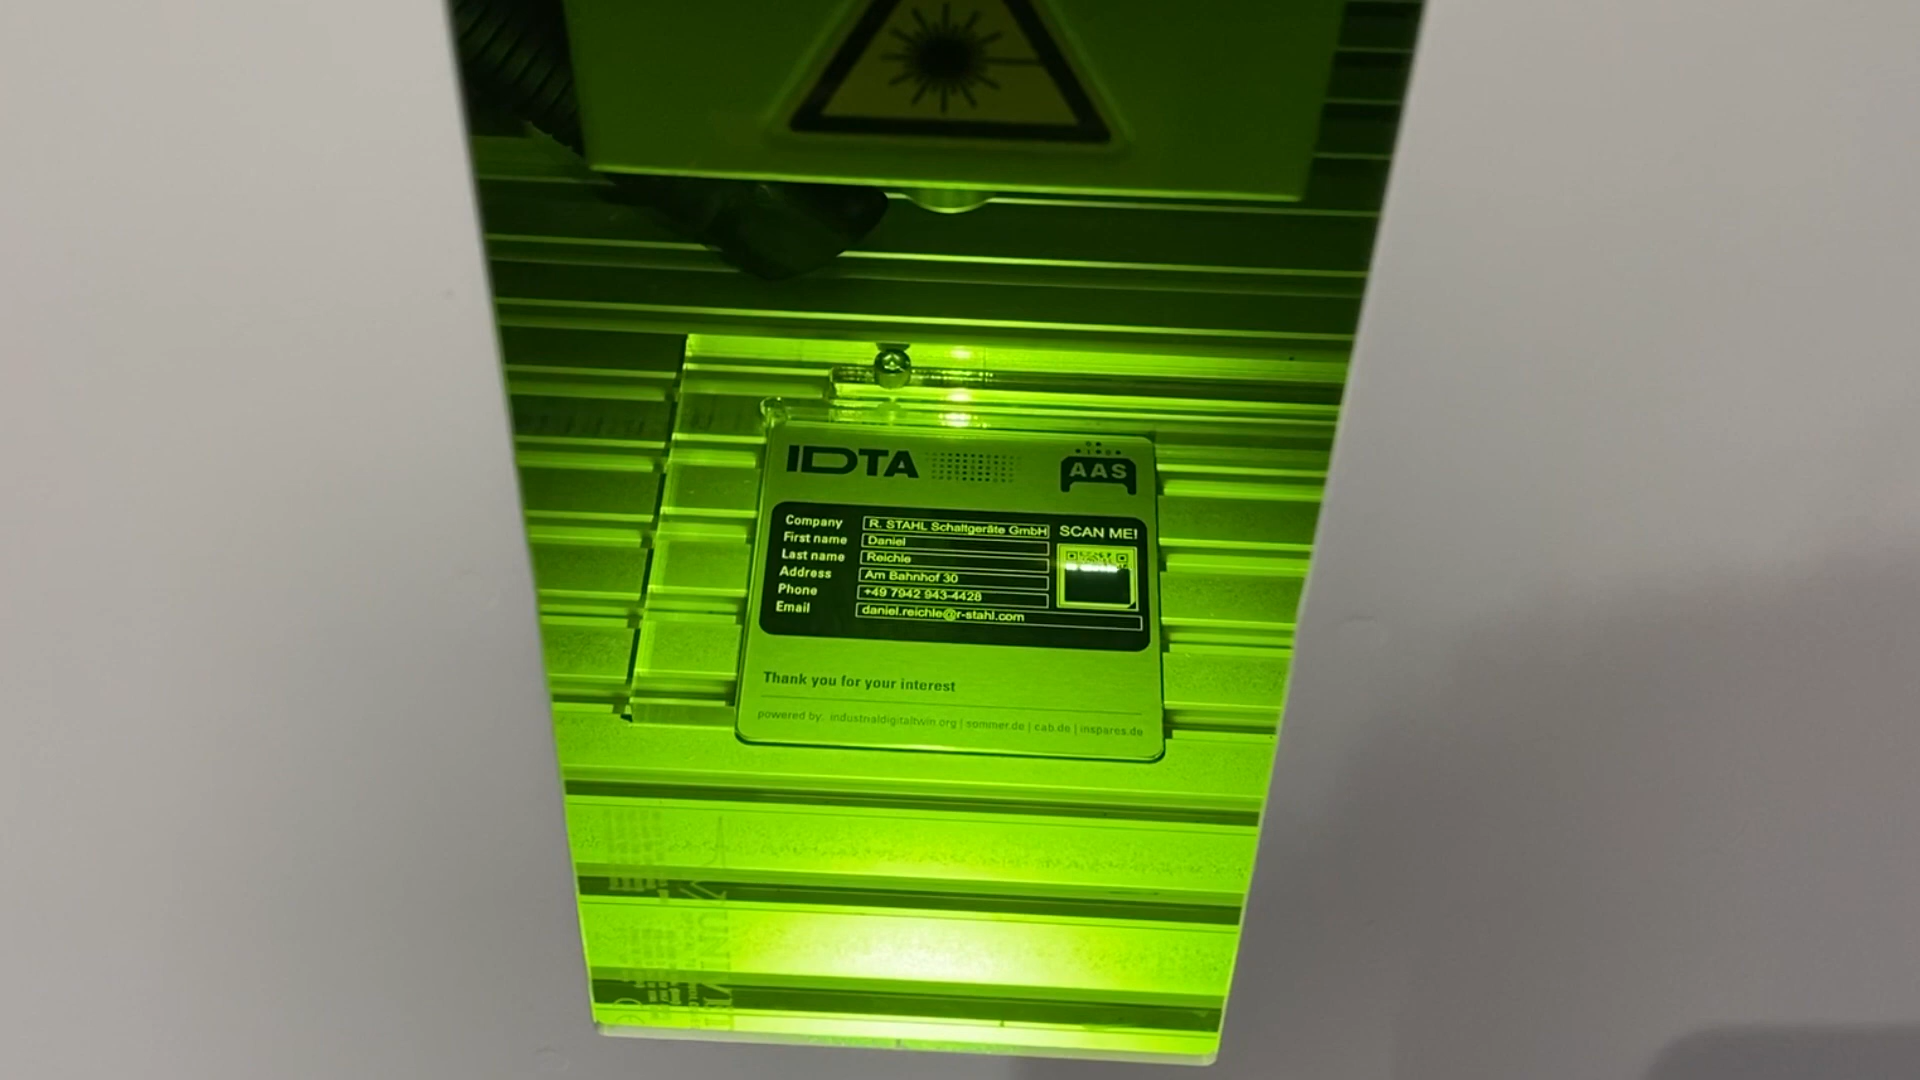 IDTA
AAS
Company R. STAHL Schaltgeräte GmbH
SCAN ME!
First name Daniel
Last name Reichle
Address Am Bahnhof 30
Phone +49 7942 943-4428
Email daniel.reichle@r-stahl.com
Thank you for your interest
powered by: industrialdigitaltwin.org | sommer.de | cab.de | inspares.de